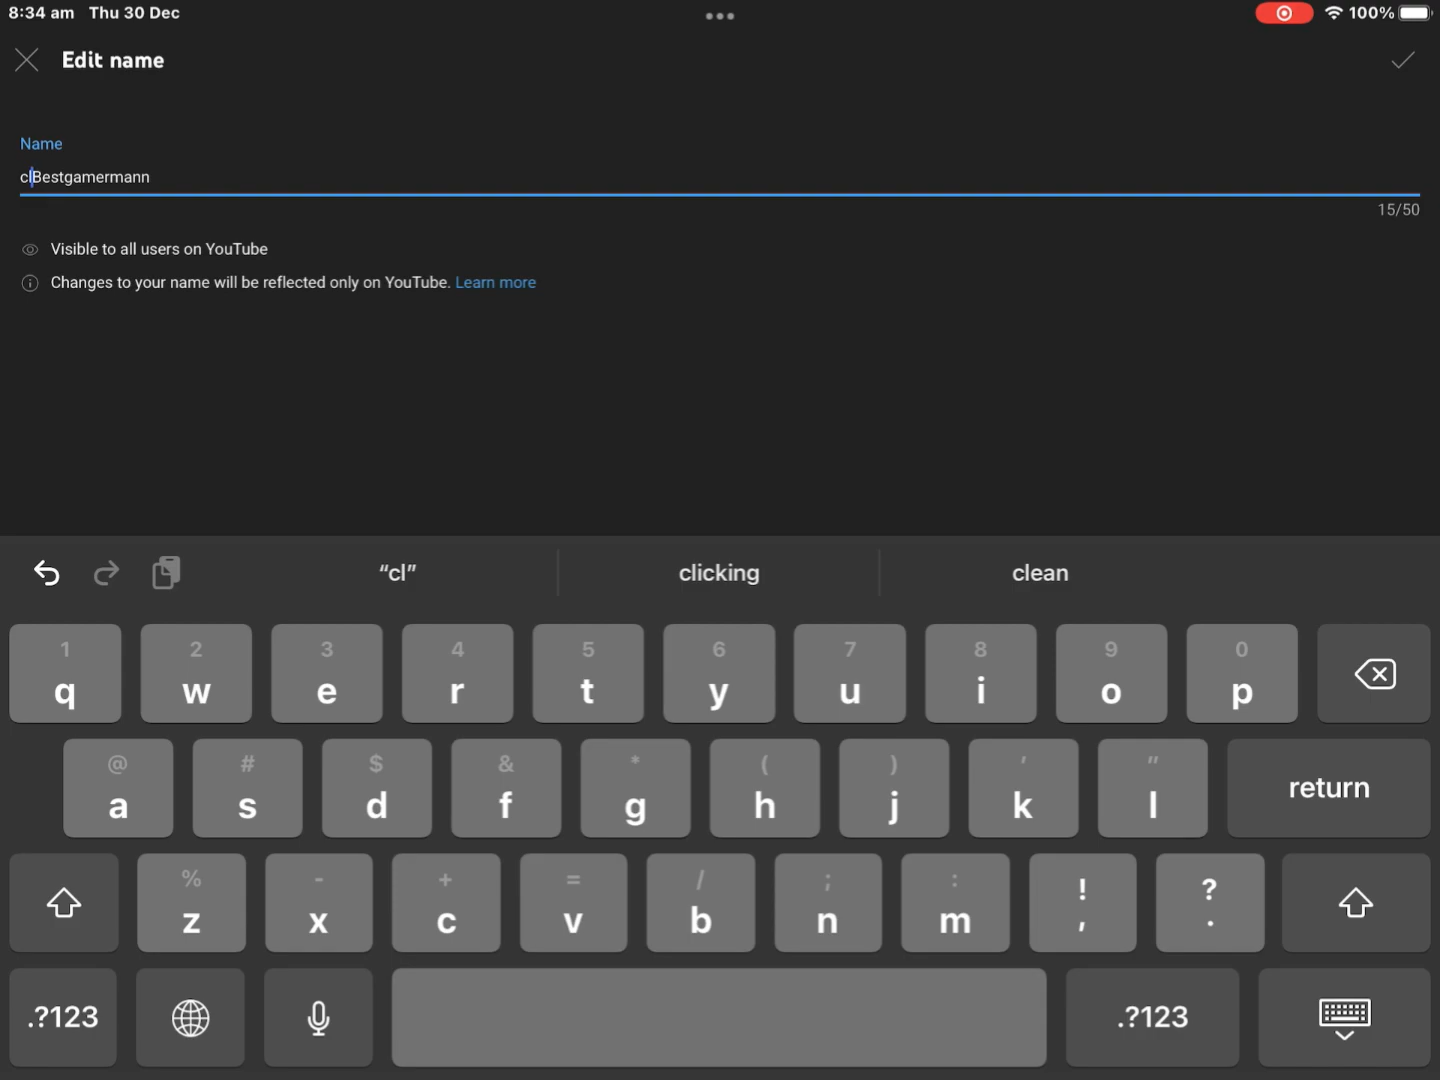 8:34 am Thu 30 Dec
100%
Edit name
Name
clBestgamermann
15/50
Visible to all users on YouTube
Changes to your name will be reflected only on YouTube. Learn more
“cl” clicking clean
1 2 3 4 5 6 7 8 9 0
q w e r t y u i o p
@ # $ & * ( ) ' "
a s d f g h j k l return
% - + = / ; : ! ?
z x c v b n m , .
.?123 .?123